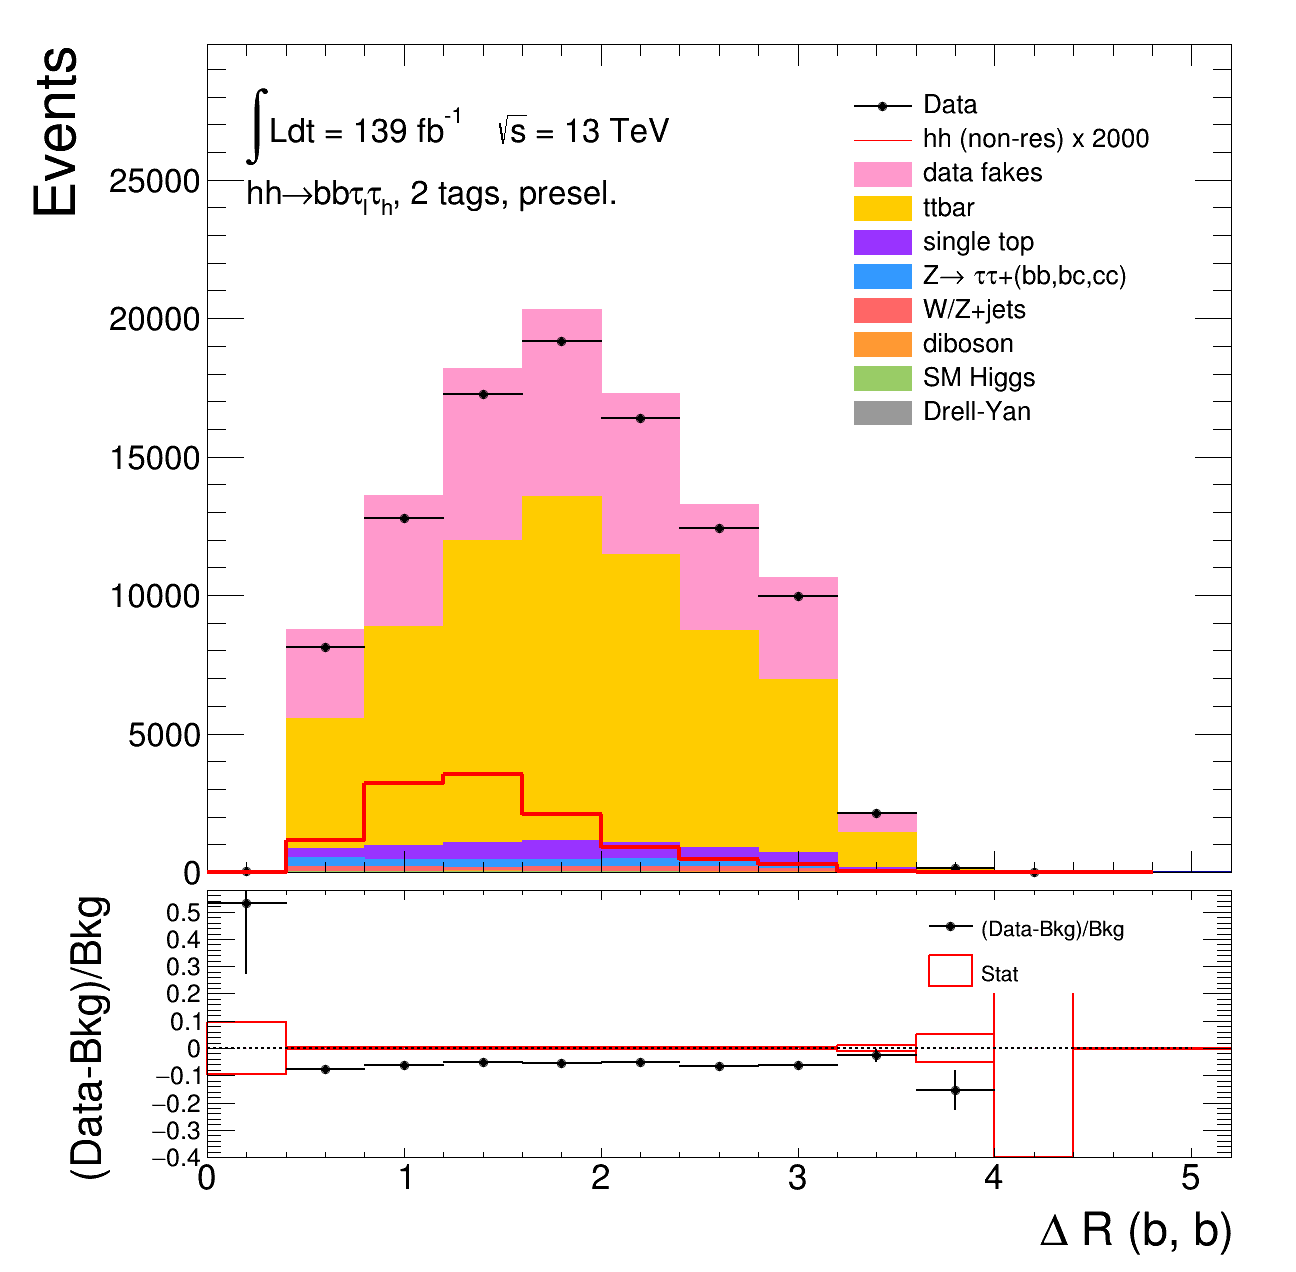 Events
∫Ldt = 139 fb⁻¹ √s = 13 TeV
hh→bbτlτh, 2 tags, presel.
Data
hh (non-res) x 2000
data fakes
ttbar
single top
Z→ ττ+(bb,bc,cc)
W/Z+jets
diboson
SM Higgs
Drell-Yan
25000
20000
15000
10000
5000
0
(Data-Bkg)/Bkg
(Data-Bkg)/Bkg
Stat
0.5
0.4
0.3
0.2
0.1
0
−0.1
−0.2
−0.3
−0.4
0 1 2 3 4 5
Δ R (b, b)